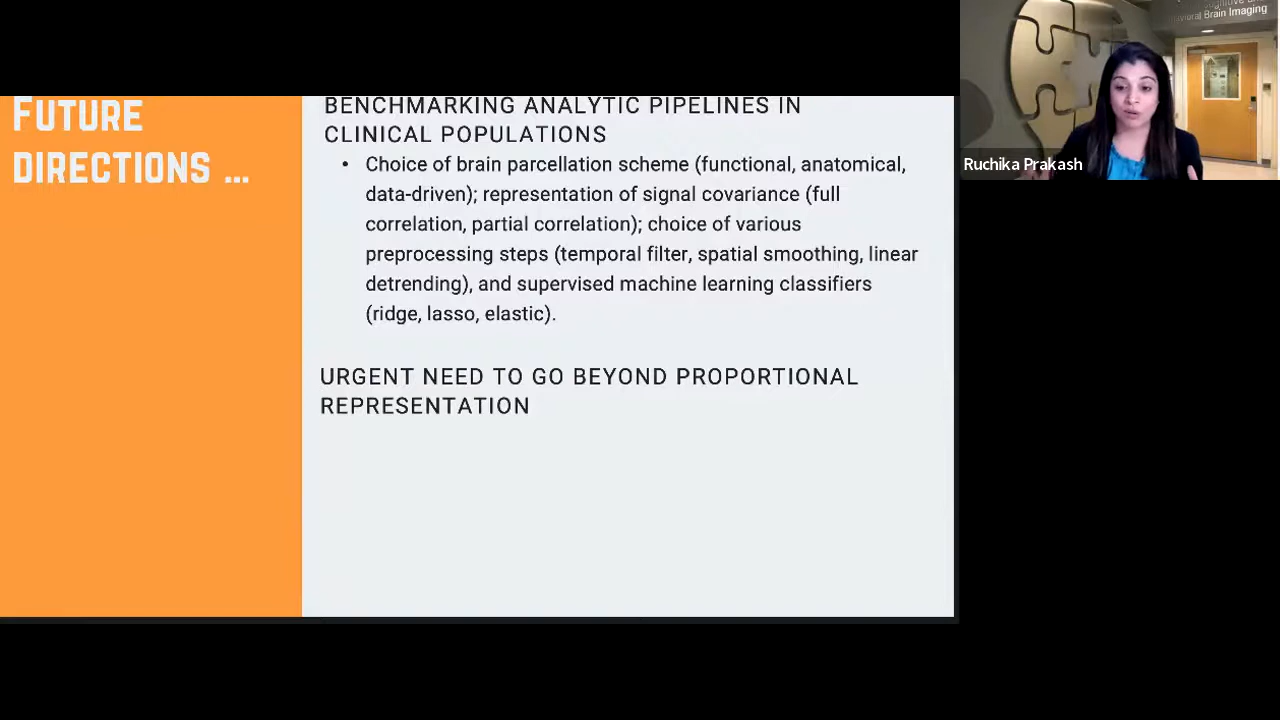 Future
directions ...
BENCHMARKING ANALYTIC PIPELINES IN
CLINICAL POPULATIONS
• Choice of brain parcellation scheme (functional, anatomical,
data-driven); representation of signal covariance (full
correlation, partial correlation); choice of various
preprocessing steps (temporal filter, spatial smoothing, linear
detrending), and supervised machine learning classifiers
(ridge, lasso, elastic).
URGENT NEED TO GO BEYOND PROPORTIONAL
REPRESENTATION
Brain Imaging
Ruchika Prakash